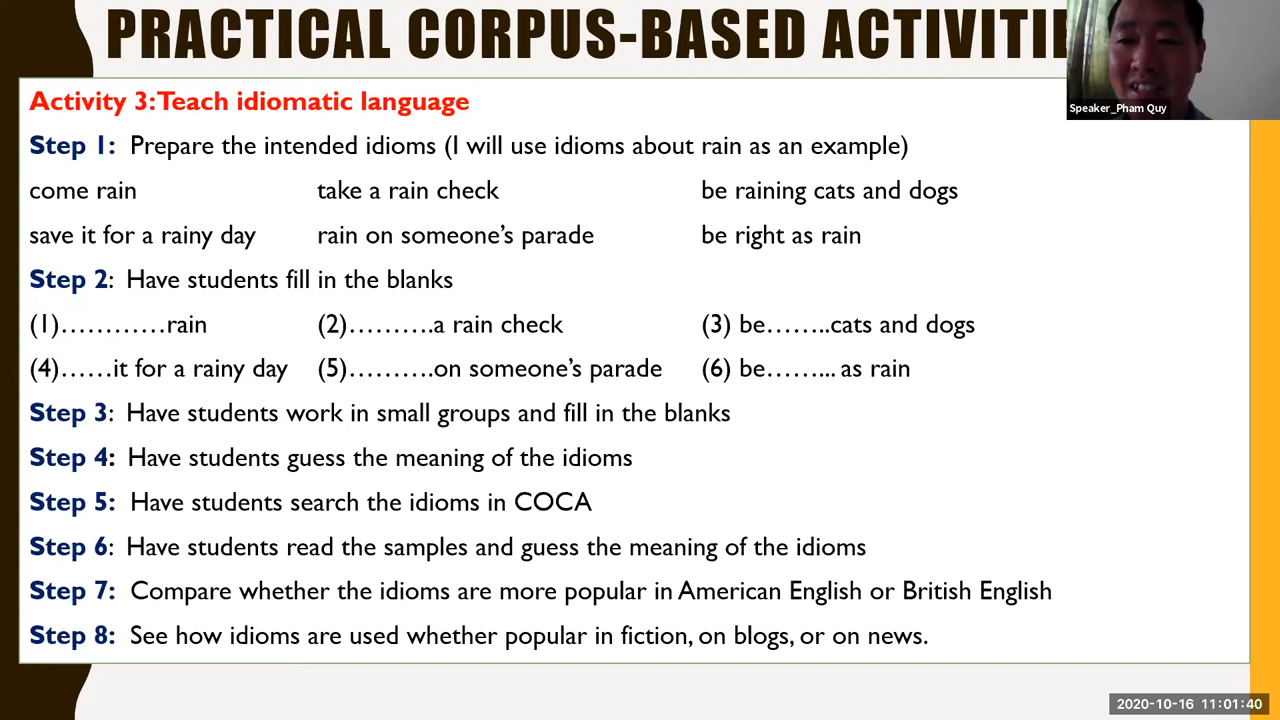 PRACTICAL CORPUS-BASED ACTIVITIE
Speaker_Pham Quy
Activity 3: Teach idiomatic language
Step 1: Prepare the intended idioms (I will use idioms about rain as an example)
come rain take a rain check be raining cats and dogs
save it for a rainy day rain on someone's parade be right as rain
Step 2: Have students fill in the blanks
(1)…………rain (2)……….a rain check (3) be……..cats and dogs
(4)……it for a rainy day (5)……….on someone's parade (6) be……... as rain
Step 3: Have students work in small groups and fill in the blanks
Step 4: Have students guess the meaning of the idioms
Step 5: Have students search the idioms in COCA
Step 6: Have students read the samples and guess the meaning of the idioms
Step 7: Compare whether the idioms are more popular in American English or British English
Step 8: See how idioms are used whether popular in fiction, on blogs, or on news.
2020-10-16 11:01:40